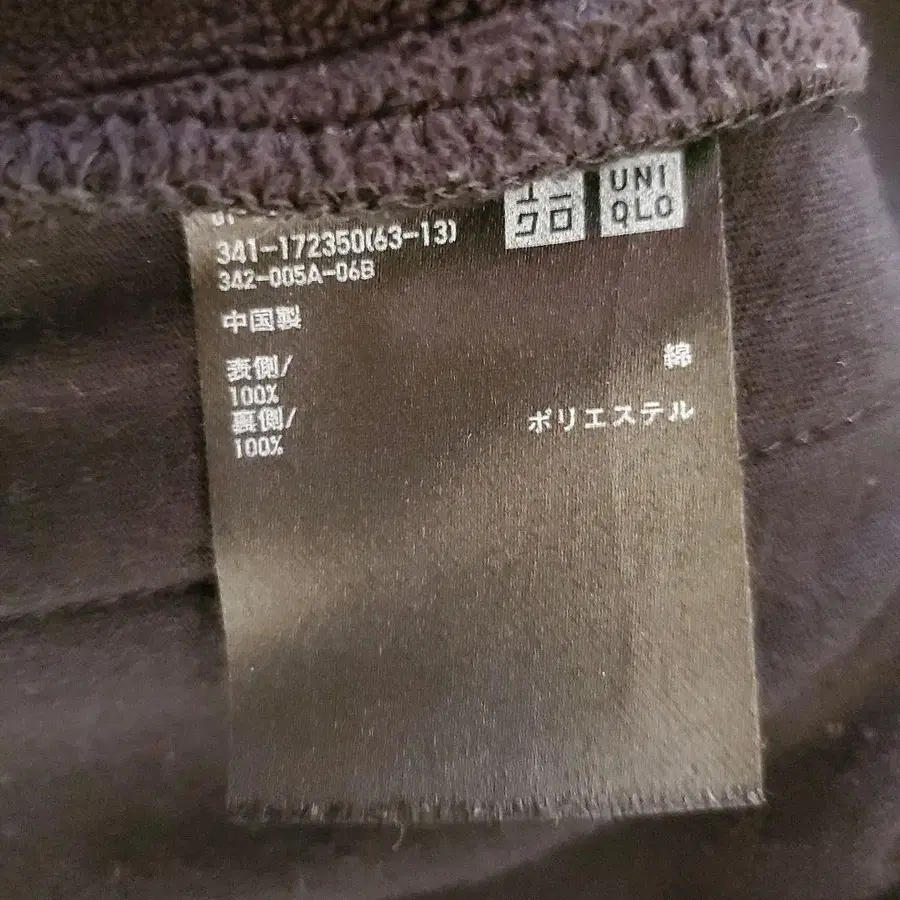 ユニ
クロ
UNI
QLO
341-172350(63-13)
342-005A-06B
中国製
表側/ 綿
100%
裏側/ ポリエステル
100%